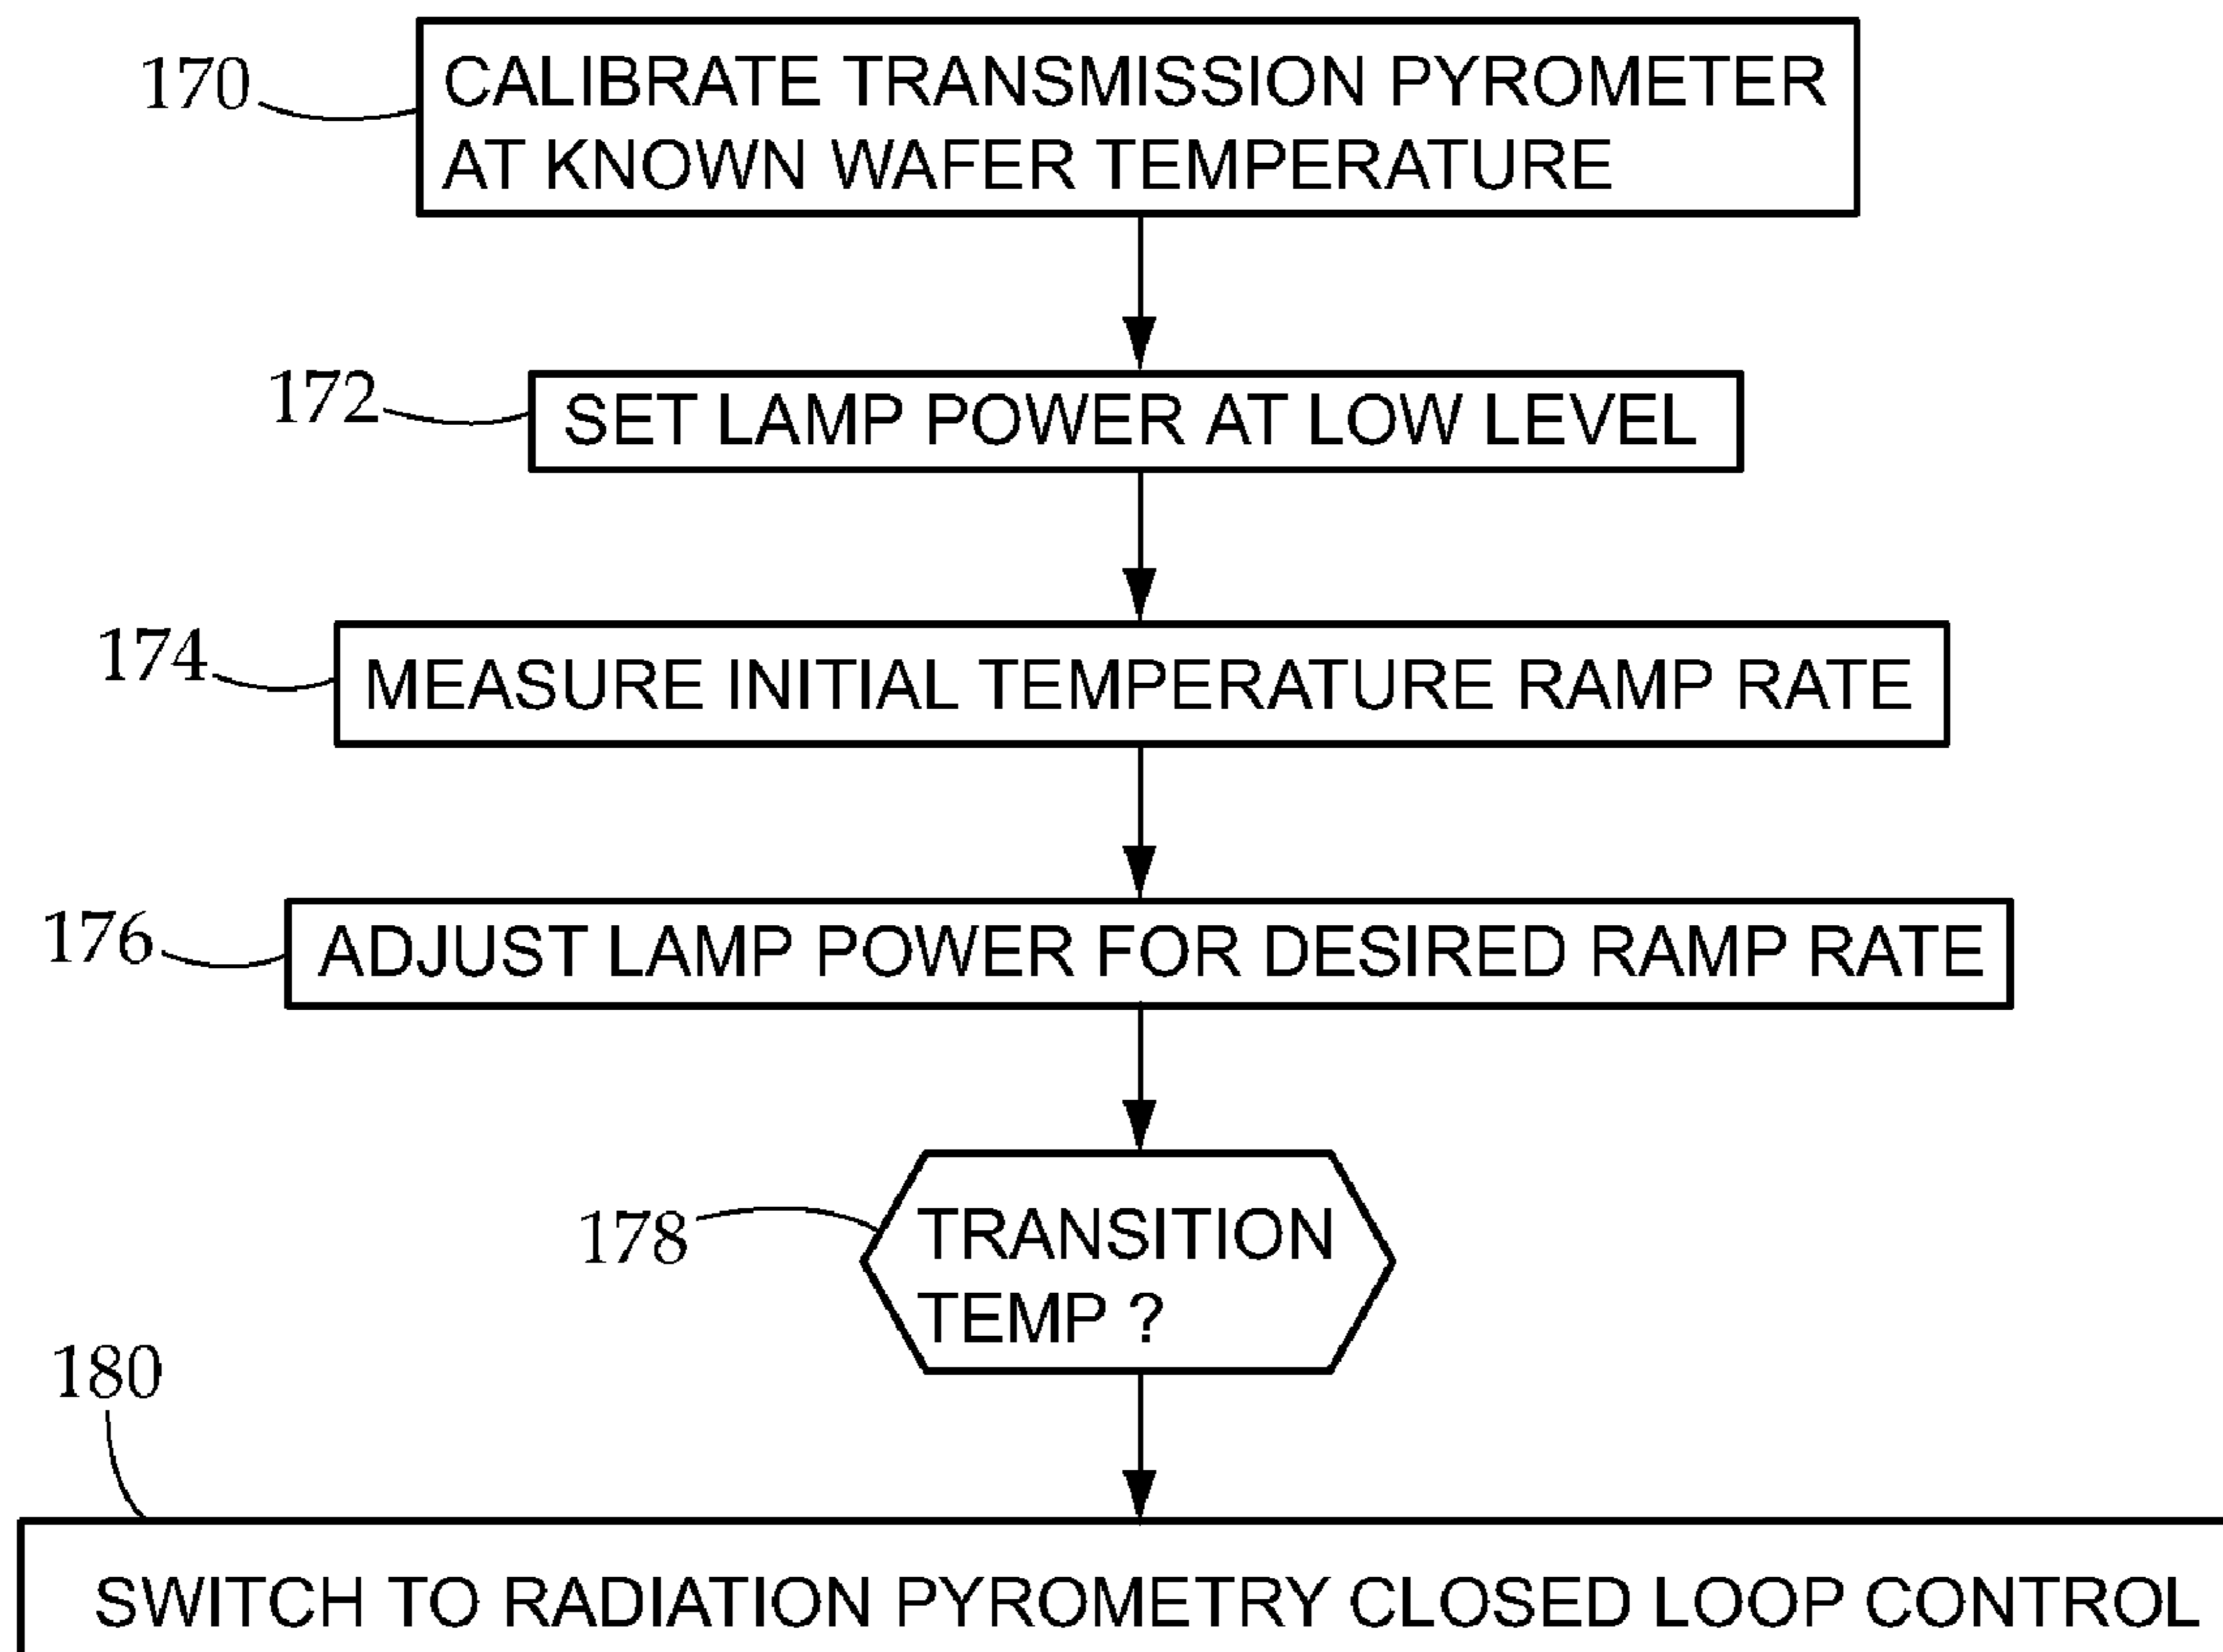 170
CALIBRATE TRANSMISSION PYROMETER
AT KNOWN WAFER TEMPERATURE
172
SET LAMP POWER AT LOW LEVEL
174
MEASURE INITIAL TEMPERATURE RAMP RATE
176
ADJUST LAMP POWER FOR DESIRED RAMP RATE
178
TRANSITION
TEMP ?
180
SWITCH TO RADIATION PYROMETRY CLOSED LOOP CONTROL